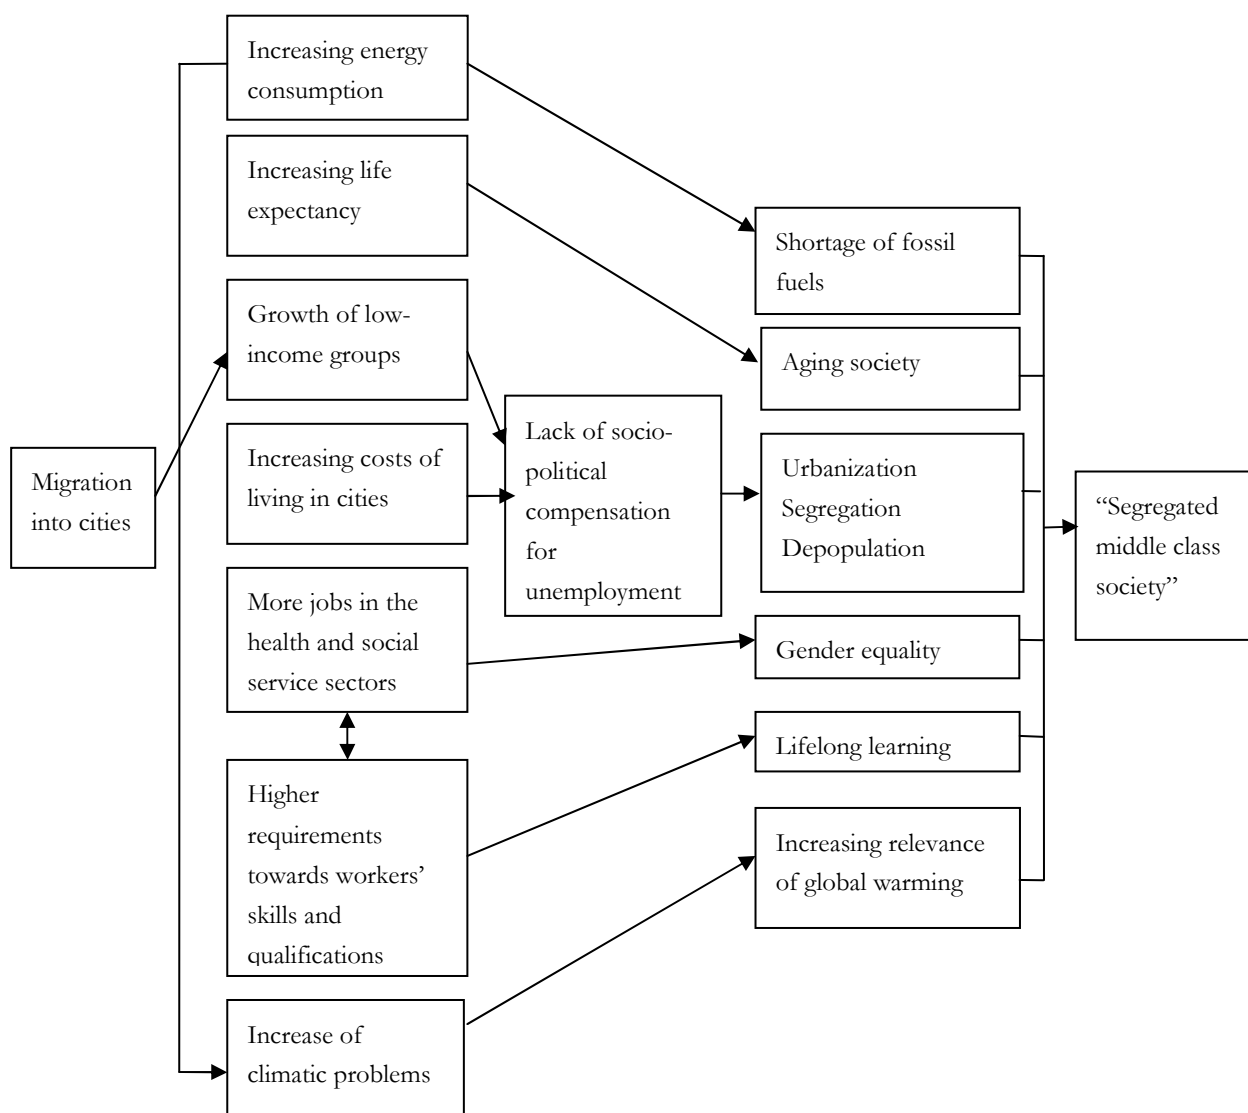 Increasing energy
consumption
Increasing life
expectancy
Growth of low-
income groups
Increasing costs of
living in cities
More jobs in the
health and social
service sectors
Higher
requirements
towards workers’
skills and
qualifications
Increase of
climatic problems
Migration
into cities
Lack of socio-
political
compensation
for
unemployment
Shortage of fossil
fuels
Aging society
Urbanization
Segregation
Depopulation
Gender equality
Lifelong learning
Increasing relevance
of global warming
“Segregated
middle class
society”